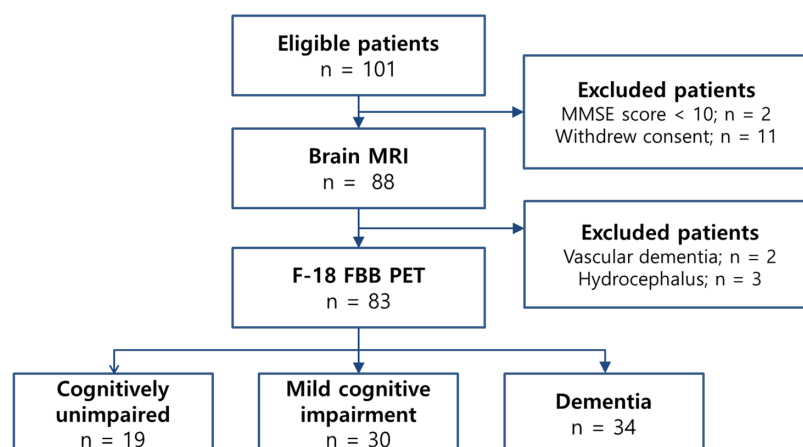 Eligible patients
n = 101
Excluded patients
MMSE score < 10; n = 2
Withdrew consent; n = 11
Brain MRI
n = 88
Excluded patients
Vascular dementia; n = 2
Hydrocephalus; n = 3
F-18 FBB PET
n = 83
Cognitively
unimpaired
n = 19
Mild cognitive
impairment
n = 30
Dementia
n = 34